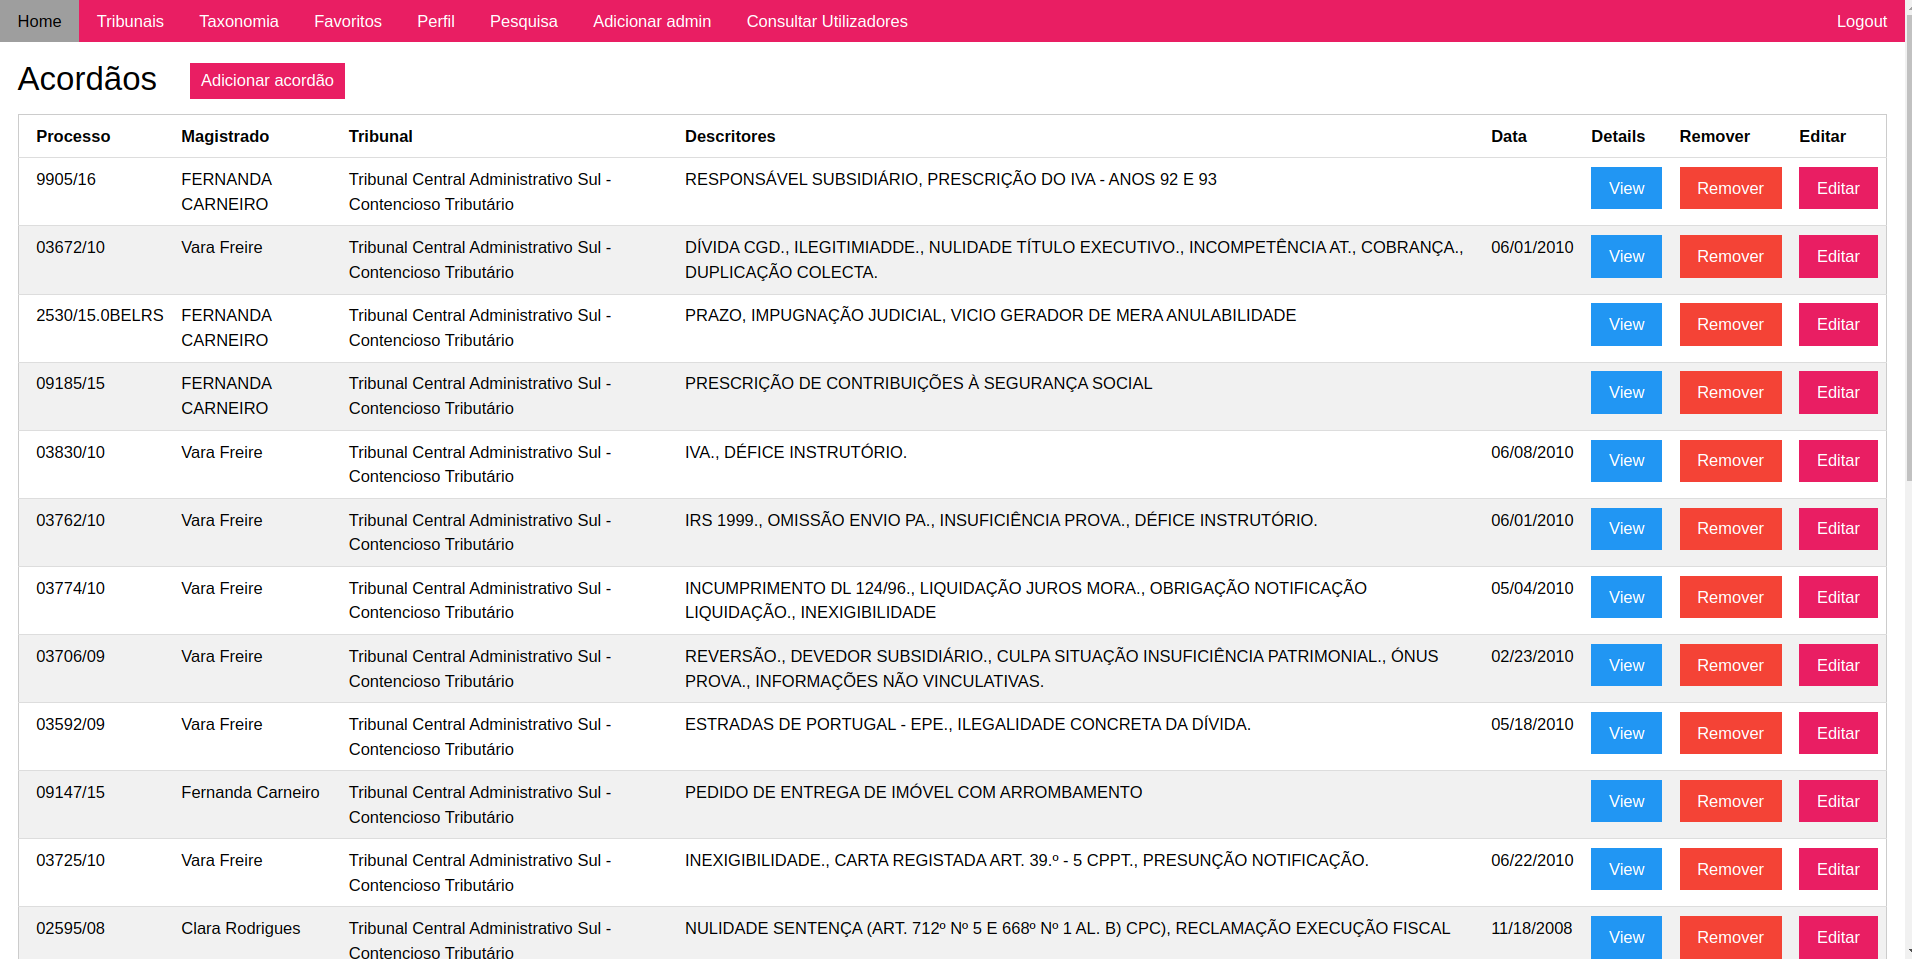 Home Tribunais Taxonomia Favoritos Perfil Pesquisa Adicionar admin Consultar Utilizadores Logout
Acordãos Adicionar acordão
Processo Magistrado Tribunal Descritores Data Details Remover Editar
9905/16 FERNANDA Tribunal Central Administrativo Sul - RESPONSÁVEL SUBSIDIÁRIO, PRESCRIÇÃO DO IVA - ANOS 92 E 93 View Remover Editar
CARNEIRO Contencioso Tributário
03672/10 Vara Freire Tribunal Central Administrativo Sul - DÍVIDA CGD., ILEGITIMIADDE., NULIDADE TÍTULO EXECUTIVO., INCOMPETÊNCIA AT., COBRANÇA., 06/01/2010 View Remover Editar
Contencioso Tributário DUPLICAÇÃO COLECTA.
2530/15.0BELRS FERNANDA Tribunal Central Administrativo Sul - PRAZO, IMPUGNAÇÃO JUDICIAL, VICIO GERADOR DE MERA ANULABILIDADE View Remover Editar
CARNEIRO Contencioso Tributário
09185/15 FERNANDA Tribunal Central Administrativo Sul - PRESCRIÇÃO DE CONTRIBUIÇÕES À SEGURANÇA SOCIAL View Remover Editar
CARNEIRO Contencioso Tributário
03830/10 Vara Freire Tribunal Central Administrativo Sul - IVA., DÉFICE INSTRUTÓRIO. 06/08/2010 View Remover Editar
Contencioso Tributário
03762/10 Vara Freire Tribunal Central Administrativo Sul - IRS 1999., OMISSÃO ENVIO PA., INSUFICIÊNCIA PROVA., DÉFICE INSTRUTÓRIO. 06/01/2010 View Remover Editar
Contencioso Tributário
03774/10 Vara Freire Tribunal Central Administrativo Sul - INCUMPRIMENTO DL 124/96., LIQUIDAÇÃO JUROS MORA., OBRIGAÇÃO NOTIFICAÇÃO 05/04/2010 View Remover Editar
Contencioso Tributário LIQUIDAÇÃO., INEXIGIBILIDADE
03706/09 Vara Freire Tribunal Central Administrativo Sul - REVERSÃO., DEVEDOR SUBSIDIÁRIO., CULPA SITUAÇÃO INSUFICIÊNCIA PATRIMONIAL., ÓNUS 02/23/2010 View Remover Editar
Contencioso Tributário PROVA., INFORMAÇÕES NÃO VINCULATIVAS.
03592/09 Vara Freire Tribunal Central Administrativo Sul - ESTRADAS DE PORTUGAL - EPE., ILEGALIDADE CONCRETA DA DÍVIDA. 05/18/2010 View Remover Editar
Contencioso Tributário
09147/15 Fernanda Carneiro Tribunal Central Administrativo Sul - PEDIDO DE ENTREGA DE IMÓVEL COM ARROMBAMENTO View Remover Editar
Contencioso Tributário
03725/10 Vara Freire Tribunal Central Administrativo Sul - INEXIGIBILIDADE., CARTA REGISTADA ART. 39.º - 5 CPPT., PRESUNÇÃO NOTIFICAÇÃO. 06/22/2010 View Remover Editar
Contencioso Tributário
02595/08 Clara Rodrigues Tribunal Central Administrativo Sul - NULIDADE SENTENÇA (ART. 712º Nº 5 E 668º Nº 1 AL. B) CPC), RECLAMAÇÃO EXECUÇÃO FISCAL 11/18/2008 View Remover Editar
Contencioso Tributário